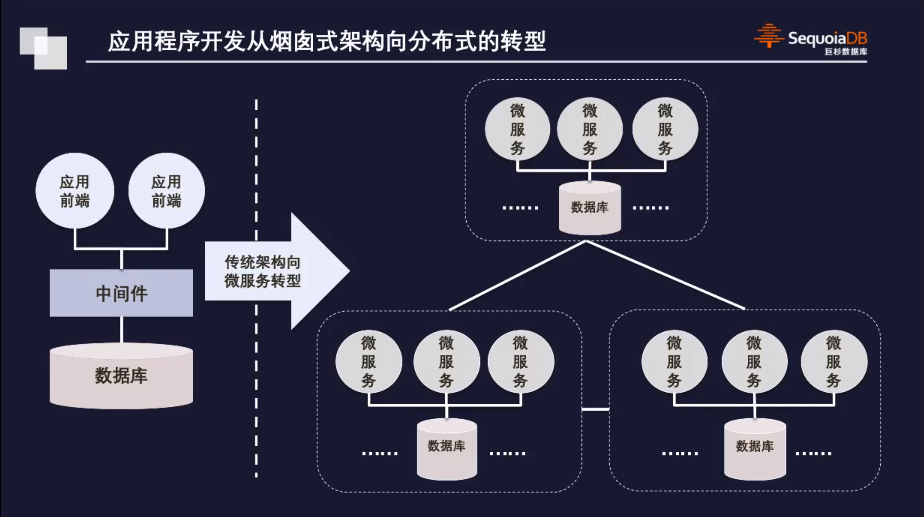 应用程序开发从烟囱式架构向分布式的转型
SequoiaDB
巨杉数据库
应用
前端
应用
前端
中间件
数据库
传统架构向
微服务转型
微
服
务
微
服
务
微
服
务
……
数据库
……
微
服
务
微
服
务
微
服
务
……
数据库
……
微
服
务
微
服
务
微
服
务
……
数据库
……